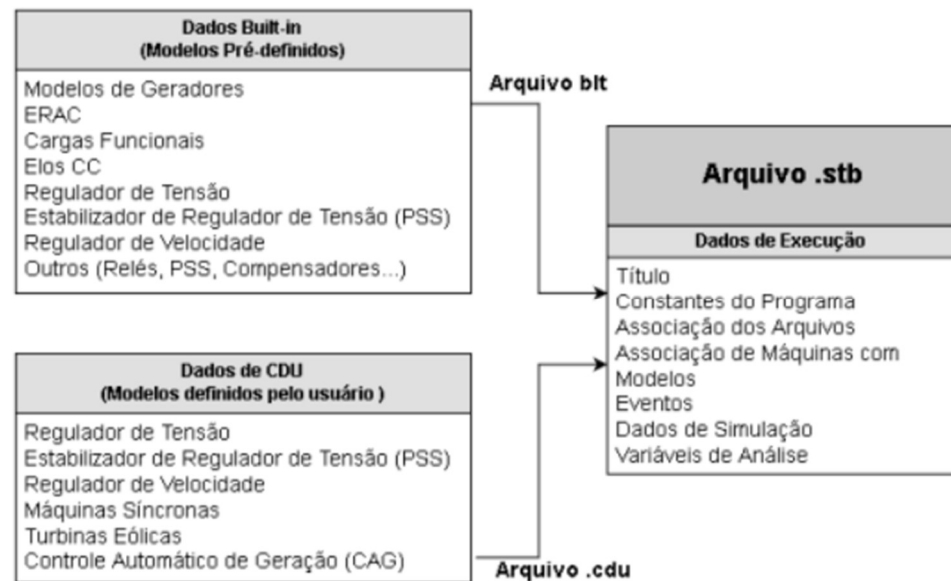 Dados Built-in
(Modelos Pré-definidos)
Modelos de Geradores
ERAC
Cargas Funcionais
Elos CC
Regulador de Tensão
Estabilizador de Regulador de Tensão (PSS)
Regulador de Velocidade
Outros (Relés, PSS, Compensadores...)
Arquivo blt
Dados de CDU
(Modelos definidos pelo usuário )
Regulador de Tensão
Estabilizador de Regulador de Tensão (PSS)
Regulador de Velocidade
Máquinas Síncronas
Turbinas Eólicas
Controle Automático de Geração (CAG)
Arquivo .cdu
Arquivo .stb
Dados de Execução
Título
Constantes do Programa
Associação dos Arquivos
Associação de Máquinas com
Modelos
Eventos
Dados de Simulação
Variáveis de Análise